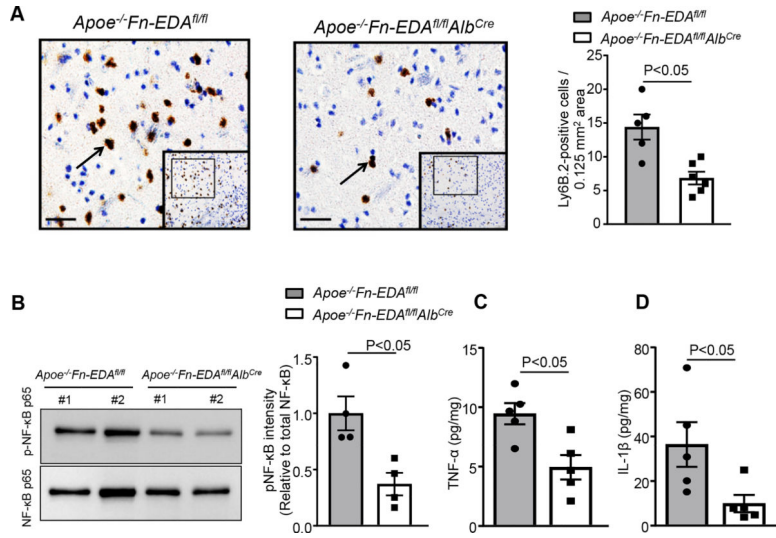 A
Apoe-/-Fn-EDAfl/fl
Apoe-/-Fn-EDAfl/flAlbCre
Apoe-/-Fn-EDAfl/fl
Apoe-/-Fn-EDAfl/flAlbCre
Ly6B.2-positive cells /
0.125 mm² area
25
20
15
10
5
0
P<0.05
B
Apoe-/-Fn-EDAfl/fl
Apoe-/-Fn-EDAfl/flAlbCre
Apoe-/-Fn-EDAfl/fl Apoe-/-Fn-EDAfl/flAlbCre
#1 #2 #1 #2
p-NF-κB p65
NF-κB p65
pNF-κB intensity
(Relative to total NF-κB)
1.5
1.0
0.5
0.0
P<0.05
C
TNF-α (pg/mg)
15
10
5
0
P<0.05
D
IL-1β (pg/mg)
80
60
40
20
0
P<0.05